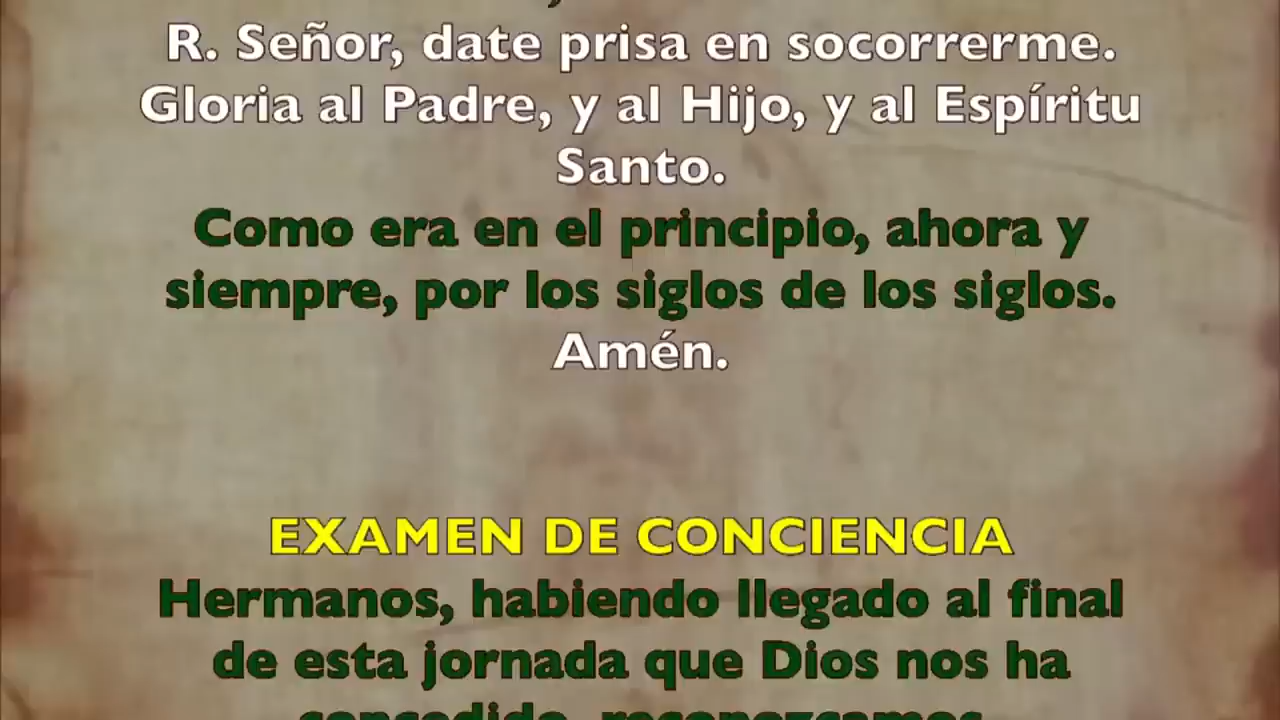 R. Señor, date prisa en socorrerme.
Gloria al Padre, y al Hijo, y al Espíritu
Santo.
Como era en el principio, ahora y
siempre, por los siglos de los siglos.
Amén.
EXAMEN DE CONCIENCIA
Hermanos, habiendo llegado al final
de esta jornada que Dios nos ha
concedido, reconozcamos